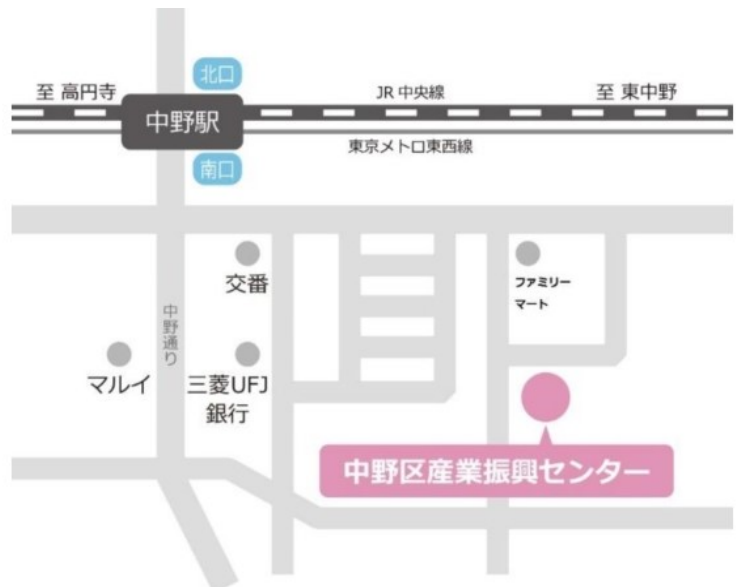 北口
至 高円寺
JR 中央線
至 東中野
中野駅
東京メトロ東西線
南口
交番
ファミリー
マート
中野通り
マルイ
三菱UFJ
銀行
中野区産業振興センター